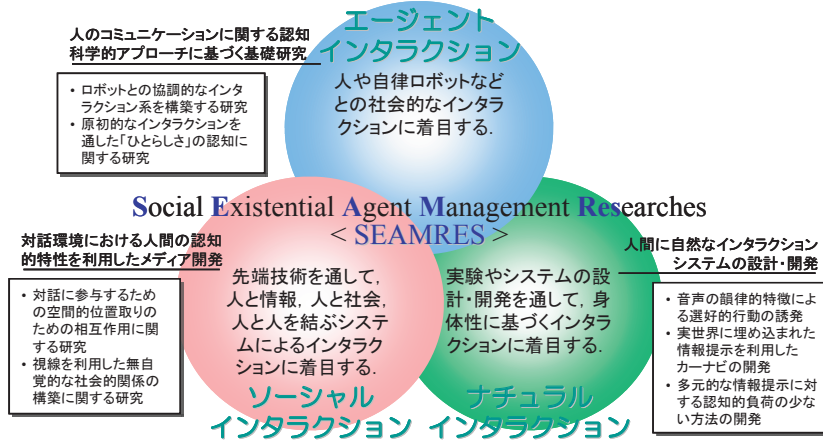 人のコミュニケーションに関する認知
科学的アプローチに基づく基礎研究
・ ロボットとの協調的なインタ
ラクション系を構築する研究
・ 原初的なインタラクションを
通した「ひとらしさ」の認知に
関する研究
エージェント
インタラクション
人や自律ロボットなど
との社会的なインタラ
クションに着目する.
Social Existential Agent Management Researches
< SEAMRES >
対話環境における人間の認知
的特性を利用したメディア開発
・ 対話に参与するため
の空間的位置取りの
ための相互作用に関
する研究
・ 視線を利用した無自
覚的な社会的関係の
構築に関する研究
先端技術を通して,
人と情報, 人と社会,
人と人を結ぶシステ
ムによるインタラク
ションに着目する.
ソーシャル
インタラクション
実験やシステムの設
計・開発を通して, 身
体性に基づくインタラ
クションに着目する.
ナチュラル
インタラクション
人間に自然なインタラクション
システムの設計・開発
・ 音声の韻律的特徴によ
る選好的行動の誘発
・ 実世界に埋め込まれた
情報提示を利用した
カーナビの開発
・ 多元的な情報提示に対
する認知的負荷の少な
い方法の開発